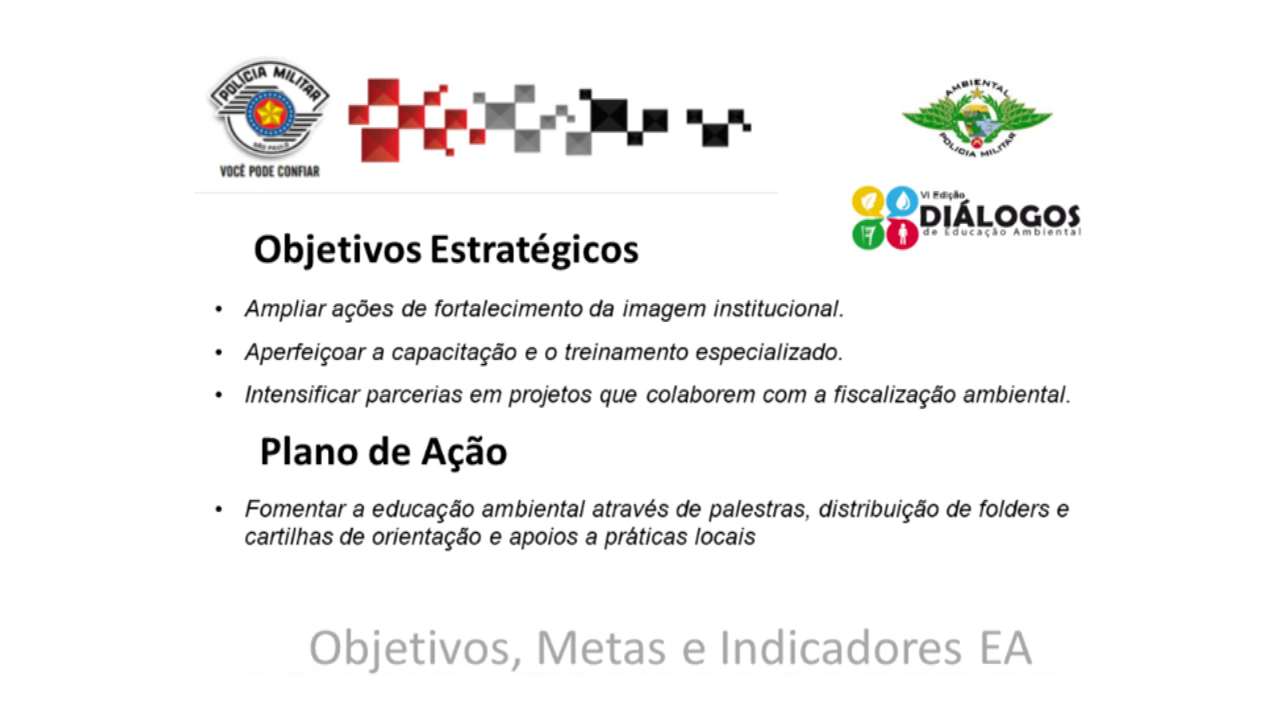 POLÍCIA MILITAR
SÃO PAULO
VOCÊ PODE CONFIAR
AMBIENTAL
POLICIA MILITAR
VI Edição
DIÁLOGOS
de Educação Ambiental
Objetivos Estratégicos
• Ampliar ações de fortalecimento da imagem institucional.
• Aperfeiçoar a capacitação e o treinamento especializado.
• Intensificar parcerias em projetos que colaborem com a fiscalização ambiental.
Plano de Ação
• Fomentar a educação ambiental através de palestras, distribuição de folders e
cartilhas de orientação e apoios a práticas locais
Objetivos, Metas e Indicadores EA